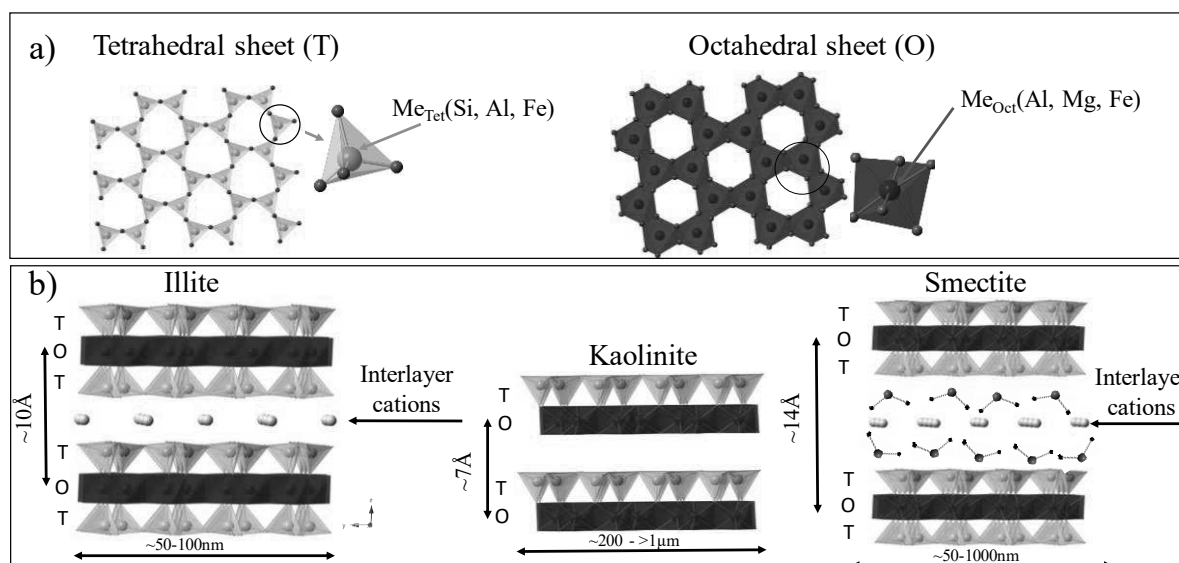 a)
Tetrahedral sheet (T)
Octahedral sheet (O)
Me_Tet(Si, Al, Fe)
Me_Oct(Al, Mg, Fe)
b)
Illite
T
O
T
~10Å
T
O
T
Interlayer
cations
z
y
~50-100nm
Kaolinite
T
O
~7Å
T
O
~200 - >1µm
Smectite
T
O
T
~14Å
Interlaye
cations
T
O
T
~50-1000nm